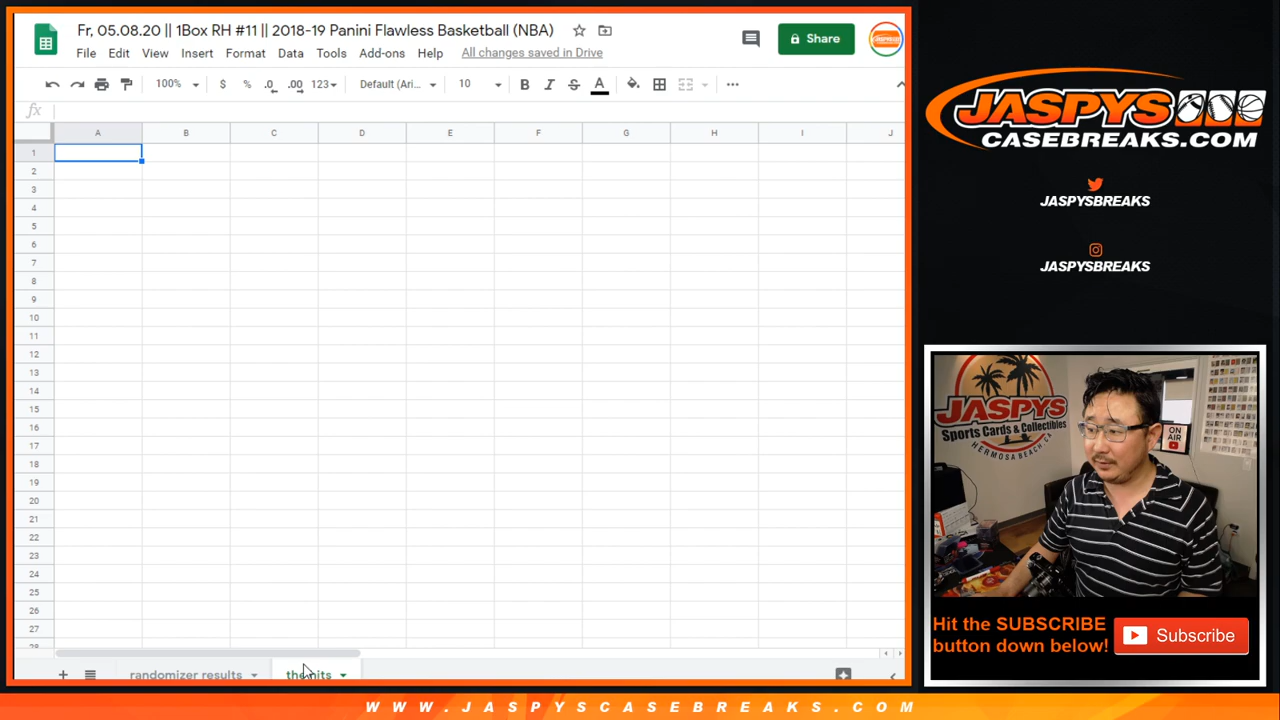 Fr, 05.08.20 || 1Box RH #11 || 2018-19 Panini Flawless Basketball (NBA)
File Edit View Insert Format Data Tools Add-ons Help All changes saved in Drive
Share
100% $ % .0 .00 123 Default (Ari... 10 B I S A
fx
A B C D E F G H I J
1
2
3
4
5
6
7
8
9
10
11
12
13
14
15
16
17
18
19
20
21
22
23
24
25
26
27
28
randomizer results
JASPYS
CASEBREAKS.COM
JASPYSBREAKS
JASPYSBREAKS
JASPYS
Sports Cards & Collectibles
HERMOSA BEACH, CA
ON
AIR
Hit the SUBSCRIBE
button down below!
Subscribe
WWW.JASPYSCASEBREAKS.COM